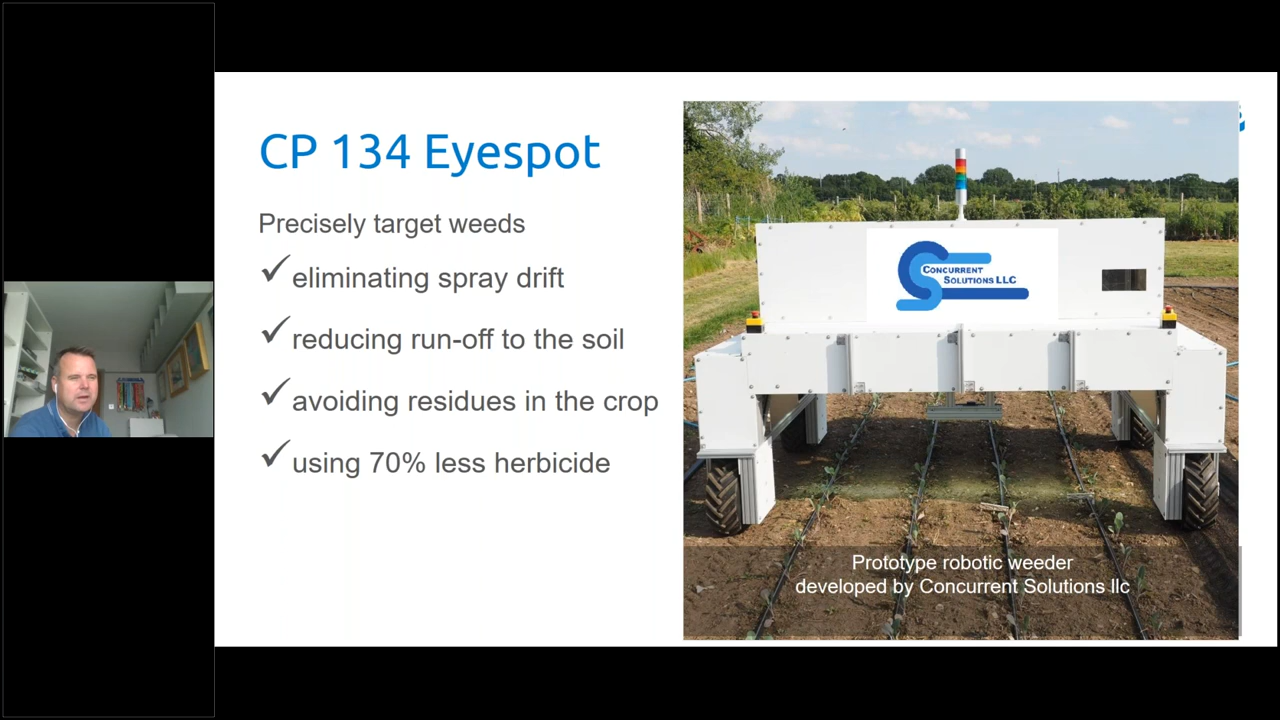 CP 134 Eyespot
Precisely target weeds
✓ eliminating spray drift
✓ reducing run-off to the soil
✓ avoiding residues in the crop
✓ using 70% less herbicide
CONCURRENT
SOLUTIONS LLC
Prototype robotic weeder
developed by Concurrent Solutions llc